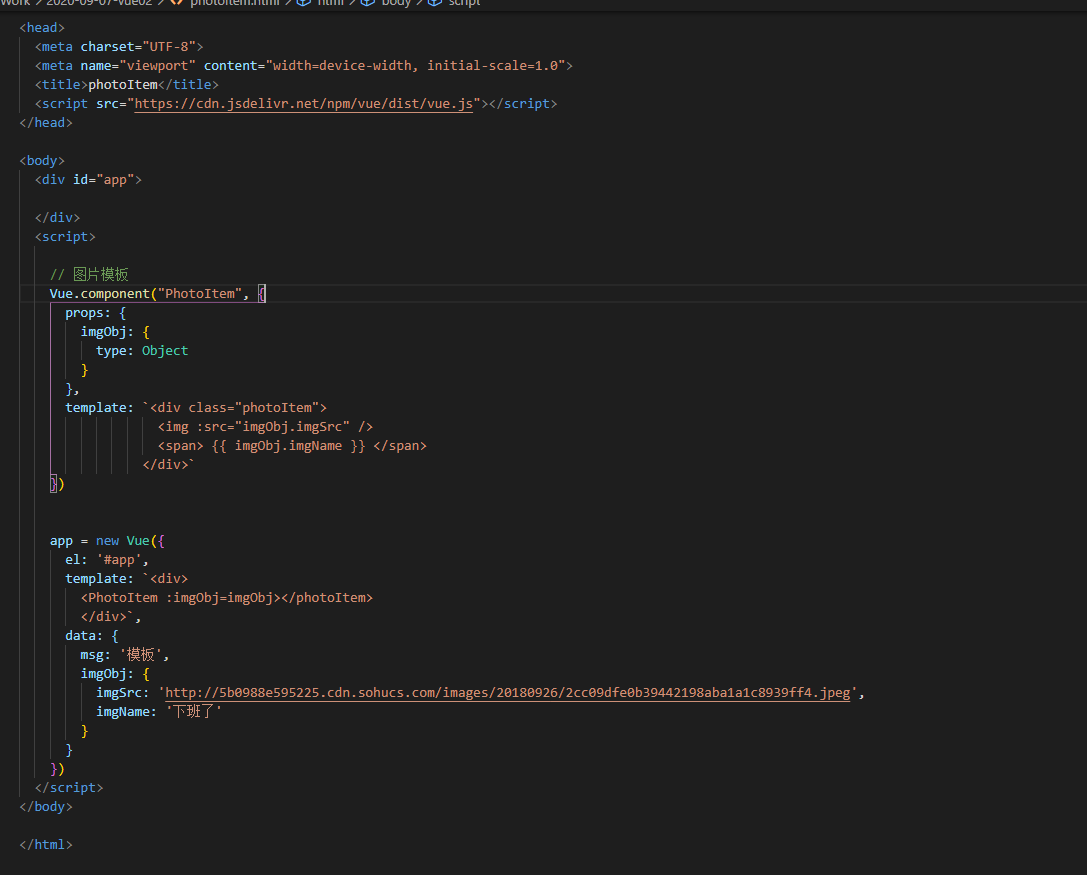 Work > 2020-09-07-vue02 > photoItem.html > html > body > script
<head>
<meta charset="UTF-8">
<meta name="viewport" content="width=device-width, initial-scale=1.0">
<title>photoItem</title>
<script src="https://cdn.jsdelivr.net/npm/vue/dist/vue.js"></script>
</head>
<body>
<div id="app">
</div>
<script>
// 图片模板
Vue.component("PhotoItem", {
props: {
imgObj: {
type: Object
}
},
template: `<div class="photoItem">
<img :src="imgObj.imgSrc" />
<span> {{ imgObj.imgName }} </span>
</div>`
})
app = new Vue({
el: '#app',
template: `<div>
<PhotoItem :imgObj=imgObj></photoItem>
</div>`,
data: {
msg: '模板',
imgObj: {
imgSrc: 'http://5b0988e595225.cdn.sohucs.com/images/20180926/2cc09dfe0b39442198aba1a1c8939ff4.jpeg',
imgName: '下班了'
}
}
})
</script>
</body>
</html>